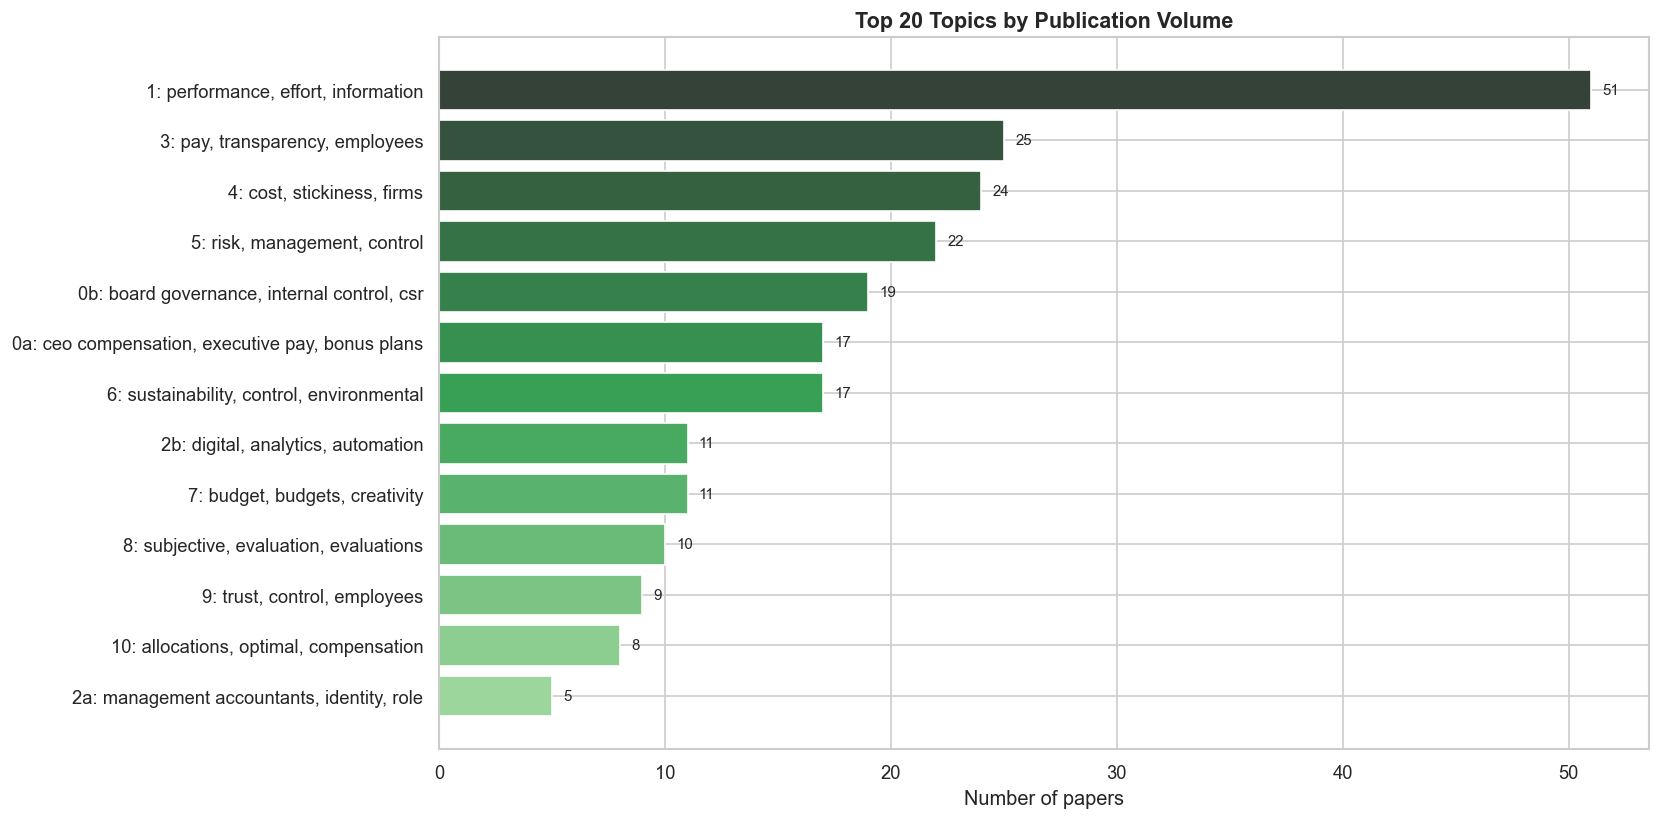 Top 20 Topics by Publication Volume
1: performance, effort, information 51
3: pay, transparency, employees 25
4: cost, stickiness, firms 24
5: risk, management, control 22
0b: board governance, internal control, csr 19
0a: ceo compensation, executive pay, bonus plans 17
6: sustainability, control, environmental 17
2b: digital, analytics, automation 11
7: budget, budgets, creativity 11
8: subjective, evaluation, evaluations 10
9: trust, control, employees 9
10: allocations, optimal, compensation 8
2a: management accountants, identity, role 5
0 10 20 30 40 50
Number of papers